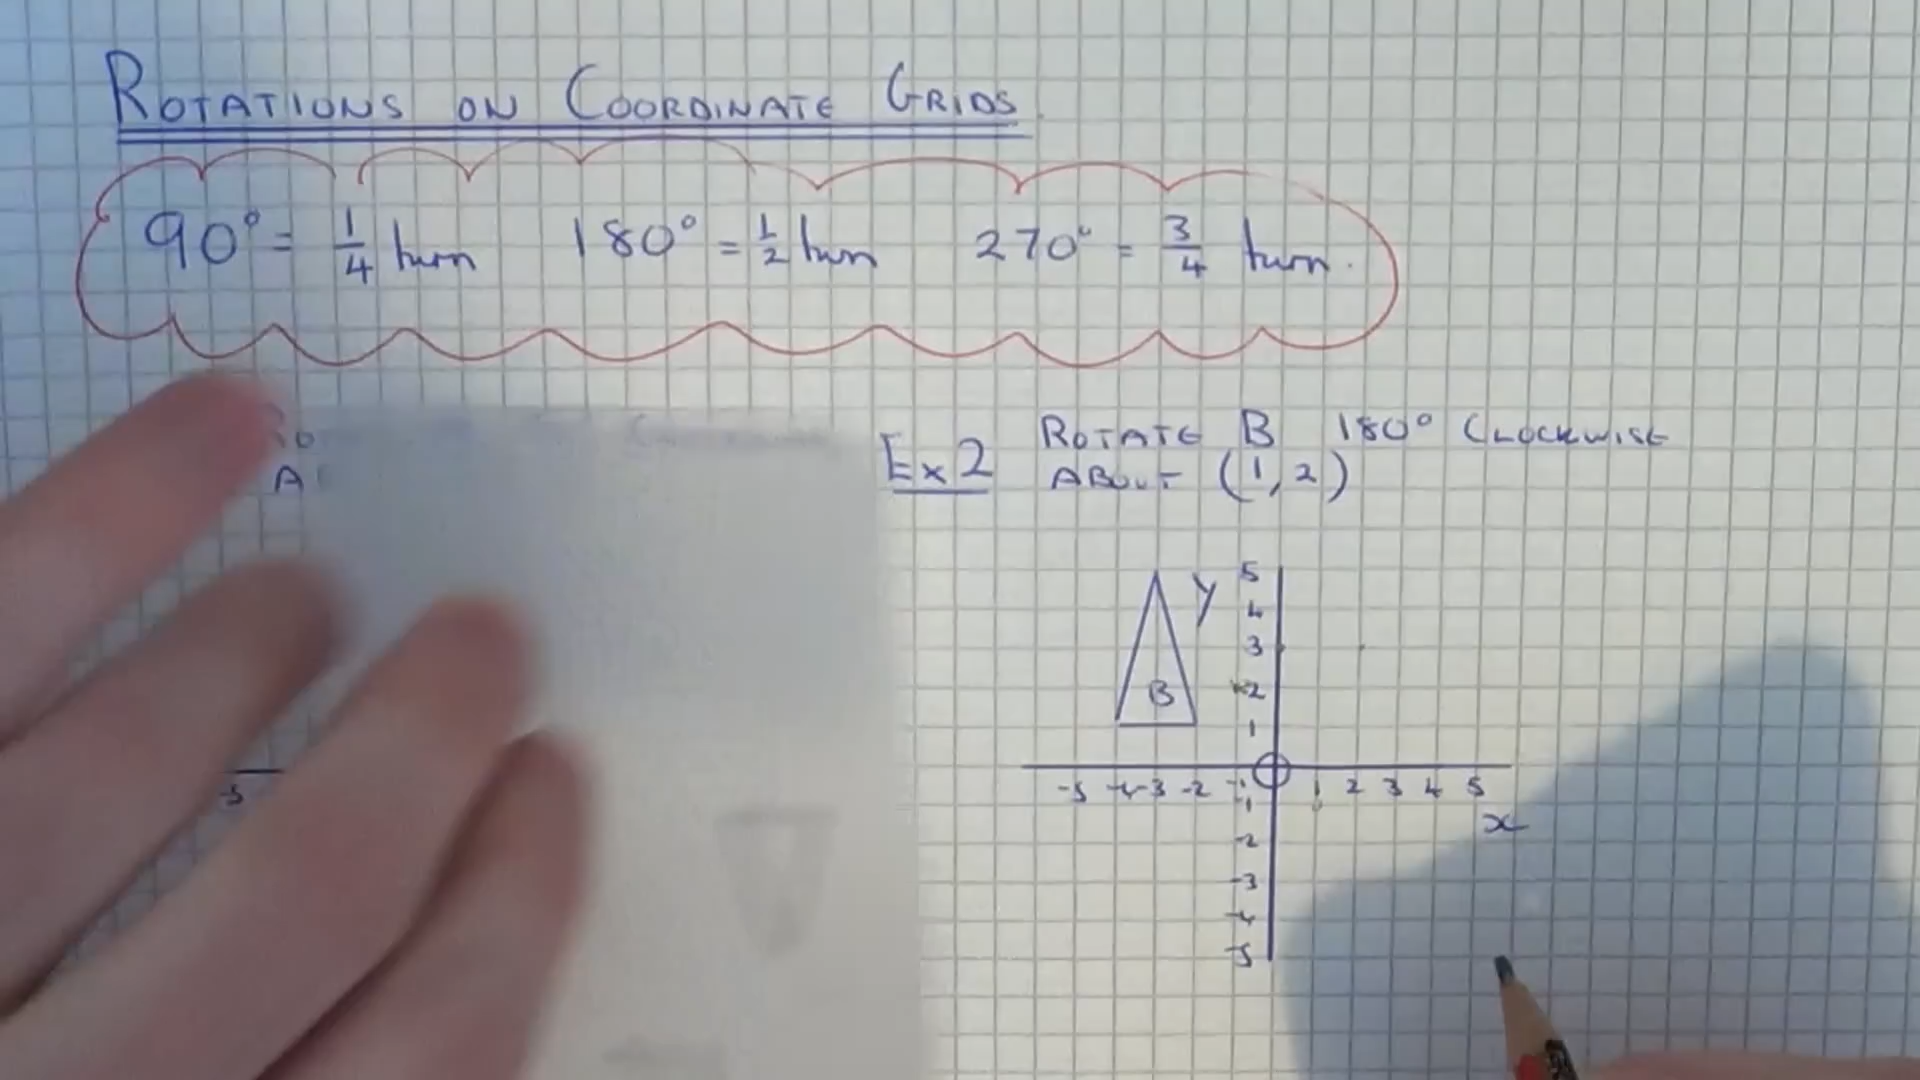 ROTATIONS ON COORDINATE GRIDS
90° = 1/4 turn 180° = 1/2 turn 270° = 3/4 turn.
Ex 2 ROTATE B 180° CLOCKWISE
ABOUT (1, 2)
y 5
4
3
B 2
1
-5
-5 -4 -3 -2 -1 1 2 3 4 5
-1
x
-2
-3
-4
-5